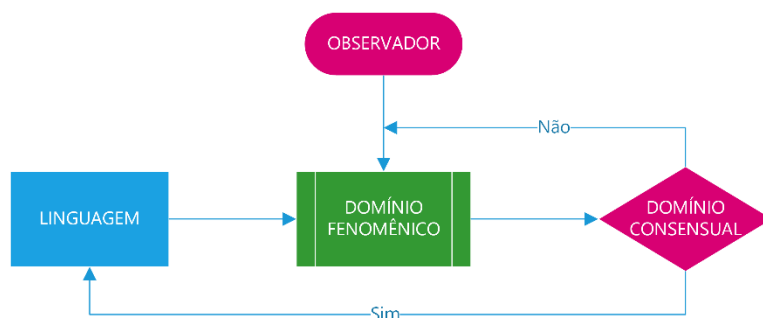 OBSERVADOR
Não
LINGUAGEM
DOMÍNIO
FENOMÊNICO
DOMÍNIO
CONSENSUAL
Sim